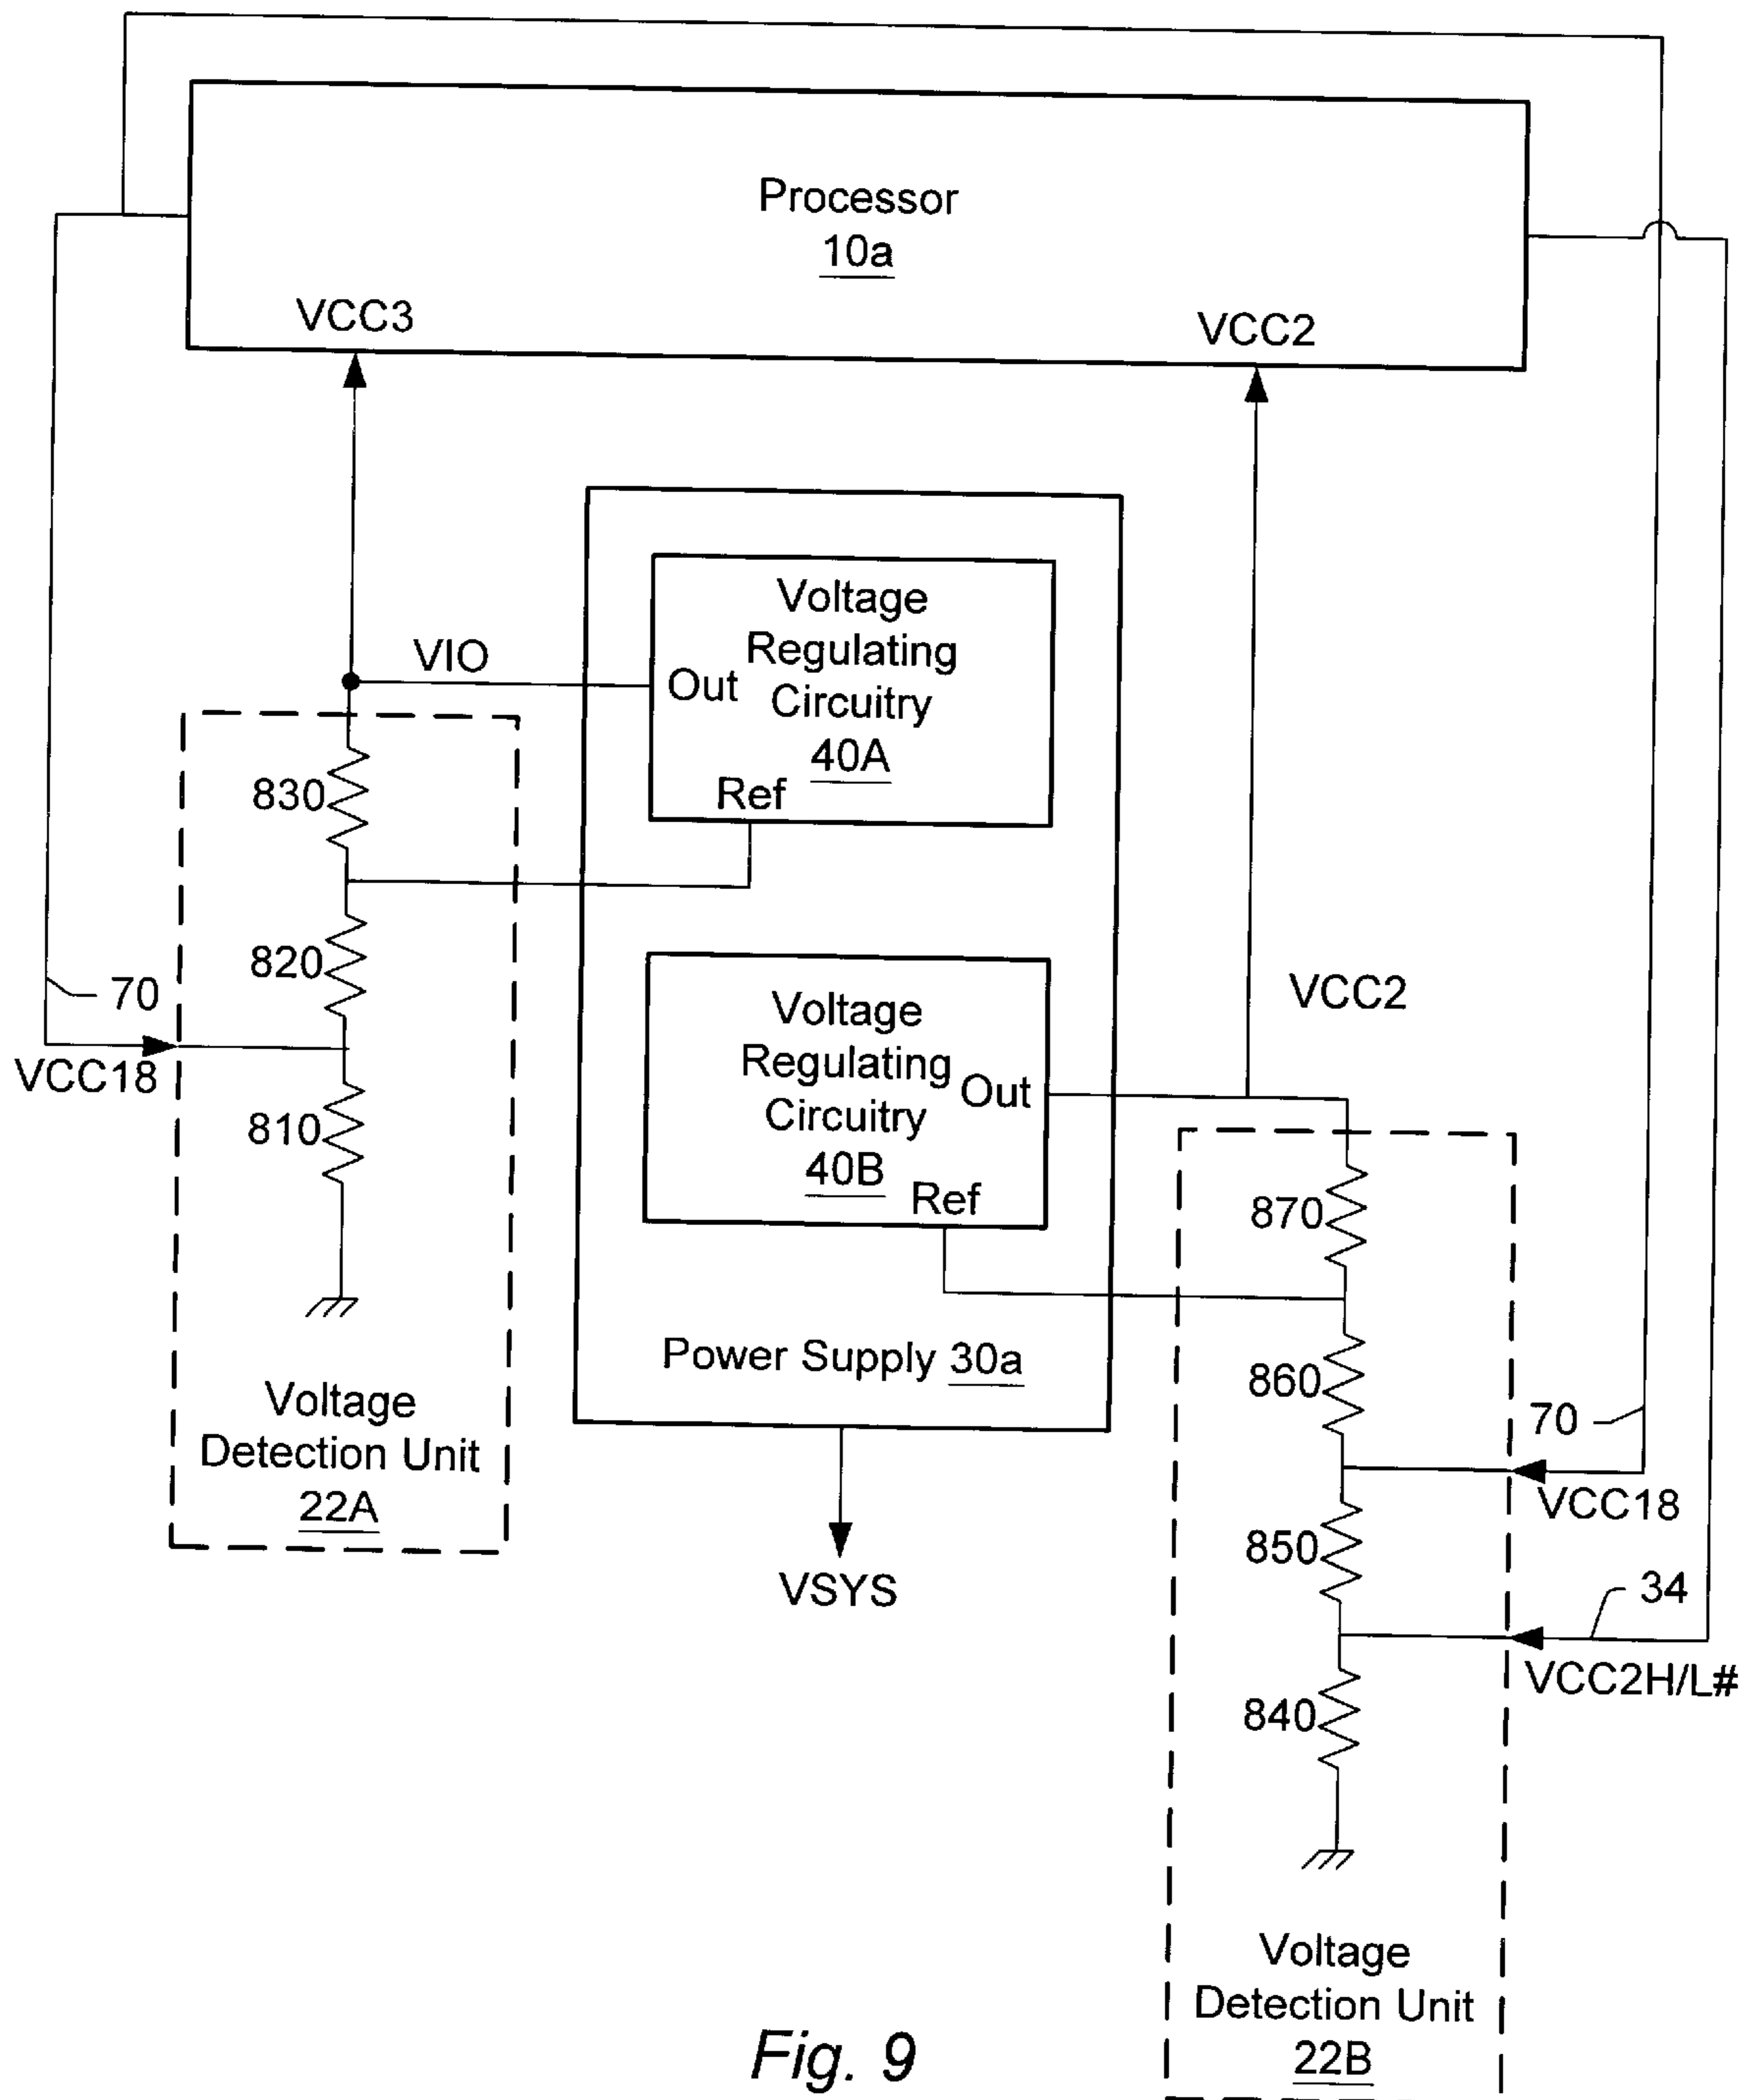 Processor
10a
VCC3
VCC2
Voltage
Regulating
Circuitry
40A
Out
Ref
VIO
830
820
810
70
VCC18
Voltage
Detection Unit
22A
Voltage
Regulating
Circuitry
40B
Out
Ref
VCC2
Power Supply 30a
VSYS
870
860
850
840
70
VCC18
34
VCC2H/L#
Voltage
Detection Unit
22B
Fig. 9